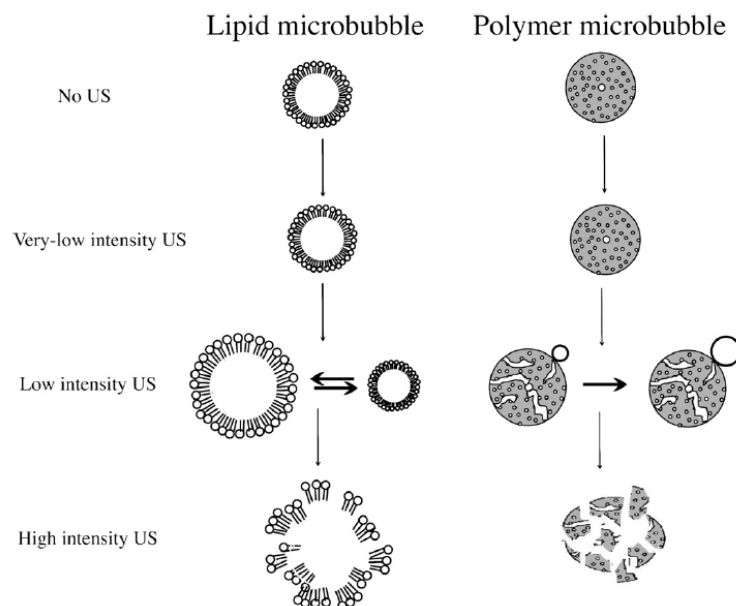 Lipid microbubble
Polymer microbubble
No US
Very-low intensity US
Low intensity US
High intensity US